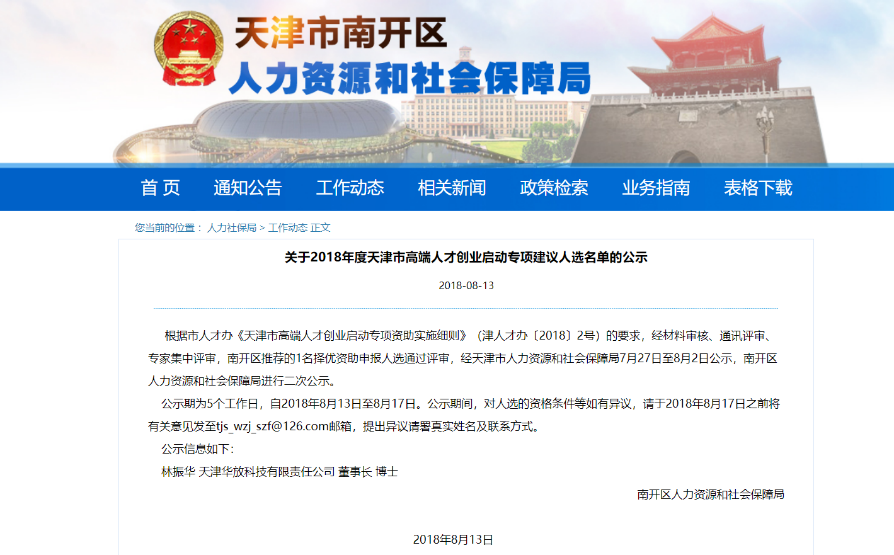 天津市南开区
人力资源和社会保障局
首 页 通知公告 工作动态 相关新闻 政策检索 业务指南 表格下载
您当前的位置： 人力社保局 > 工作动态 正文
关于2018年度天津市高端人才创业启动专项建议人选名单的公示
2018-08-13
根据市人才办《天津市高端人才创业启动专项资助实施细则》（津人才办〔2018〕2号）的要求，经材料审核、通讯评审、
专家集中评审，南开区推荐的1名择优资助申报人选通过评审，经天津市人力资源和社会保障局7月27日至8月2日公示，南开区
人力资源和社会保障局进行二次公示。
公示期为5个工作日，自2018年8月13日至8月17日。公示期间，对人选的资格条件等如有异议，请于2018年8月17日之前将
有关意见发至tjs_wzj_szf@126.com邮箱，提出异议请署真实姓名及联系方式。
公示信息如下：
林振华 天津华放科技有限责任公司 董事长 博士
南开区人力资源和社会保障局
2018年8月13日